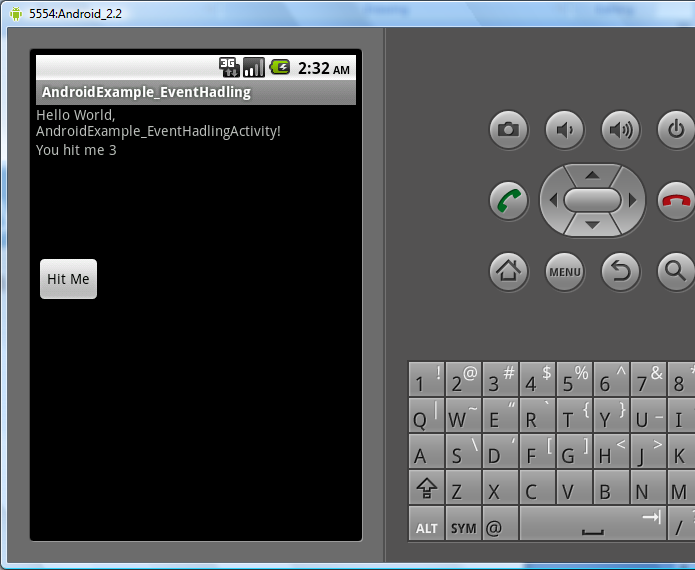 5554:Android_2.2
3G 2:32 AM
AndroidExample_EventHadling
Hello World,
AndroidExample_EventHadlingActivity!
You hit me 3
Hit Me
MENU
1 ! 2 @ 3 # 4 $ 5 % 6 ^ 7 & 8 *
Q | W ~ E “ R ` T { Y } U _ I
A S \ D ‘ F [ G ] H < J > K
Z X C V B N M
ALT SYM @ / ?